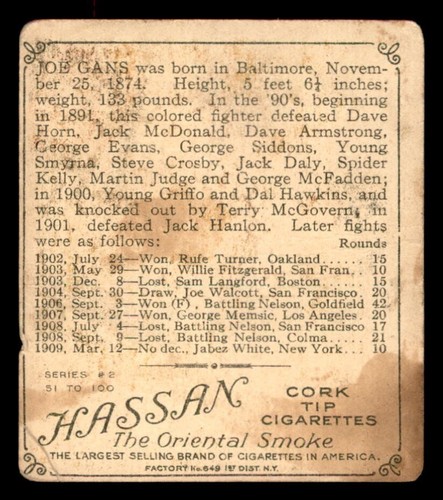 JOE GANS was born in Baltimore, Novem-
ber 25, 1874. Height, 5 feet 6¼ inches;
weight, 133 pounds. In the '90's, beginning
in 1891, this colored fighter defeated Dave
Horn, Jack McDonald, Dave Armstrong,
George Evans, George Siddons, Young
Smyrna, Steve Crosby, Jack Daly, Spider
Kelly, Martin Judge and George McFadden;
in 1900, Young Griffo and Dal Hawkins, and
was knocked out by Terry McGovern; in
1901, defeated Jack Hanlon. Later fights
were as follows: Rounds
1902, July 24—Won, Rufe Turner, Oakland ...... 15
1903, May 29—Won, Willie Fitzgerald, San Fran.. 10
1903, Dec. 8—Lost, Sam Langford, Boston ...... 15
1904, Sept. 30—Draw, Joe Walcott, San Francisco. 20
1906, Sept. 3—Won (F), Battling Nelson, Goldfield 42
1907, Sept. 27—Won, George Memsic, Los Angeles. 20
1908, July 4—Lost, Battling Nelson, San Francisco 17
1908, Sept. 9—Lost, Battling Nelson, Colma ..... 21
1909, Mar. 12—No dec., Jabez White, New York ... 10
SERIES #2
51 TO 100
HASSAN
CORK
TIP
CIGARETTES
The Oriental Smoke
THE LARGEST SELLING BRAND OF CIGARETTES IN AMERICA.
FACTORY No. 649 1ST DIST. N.Y.